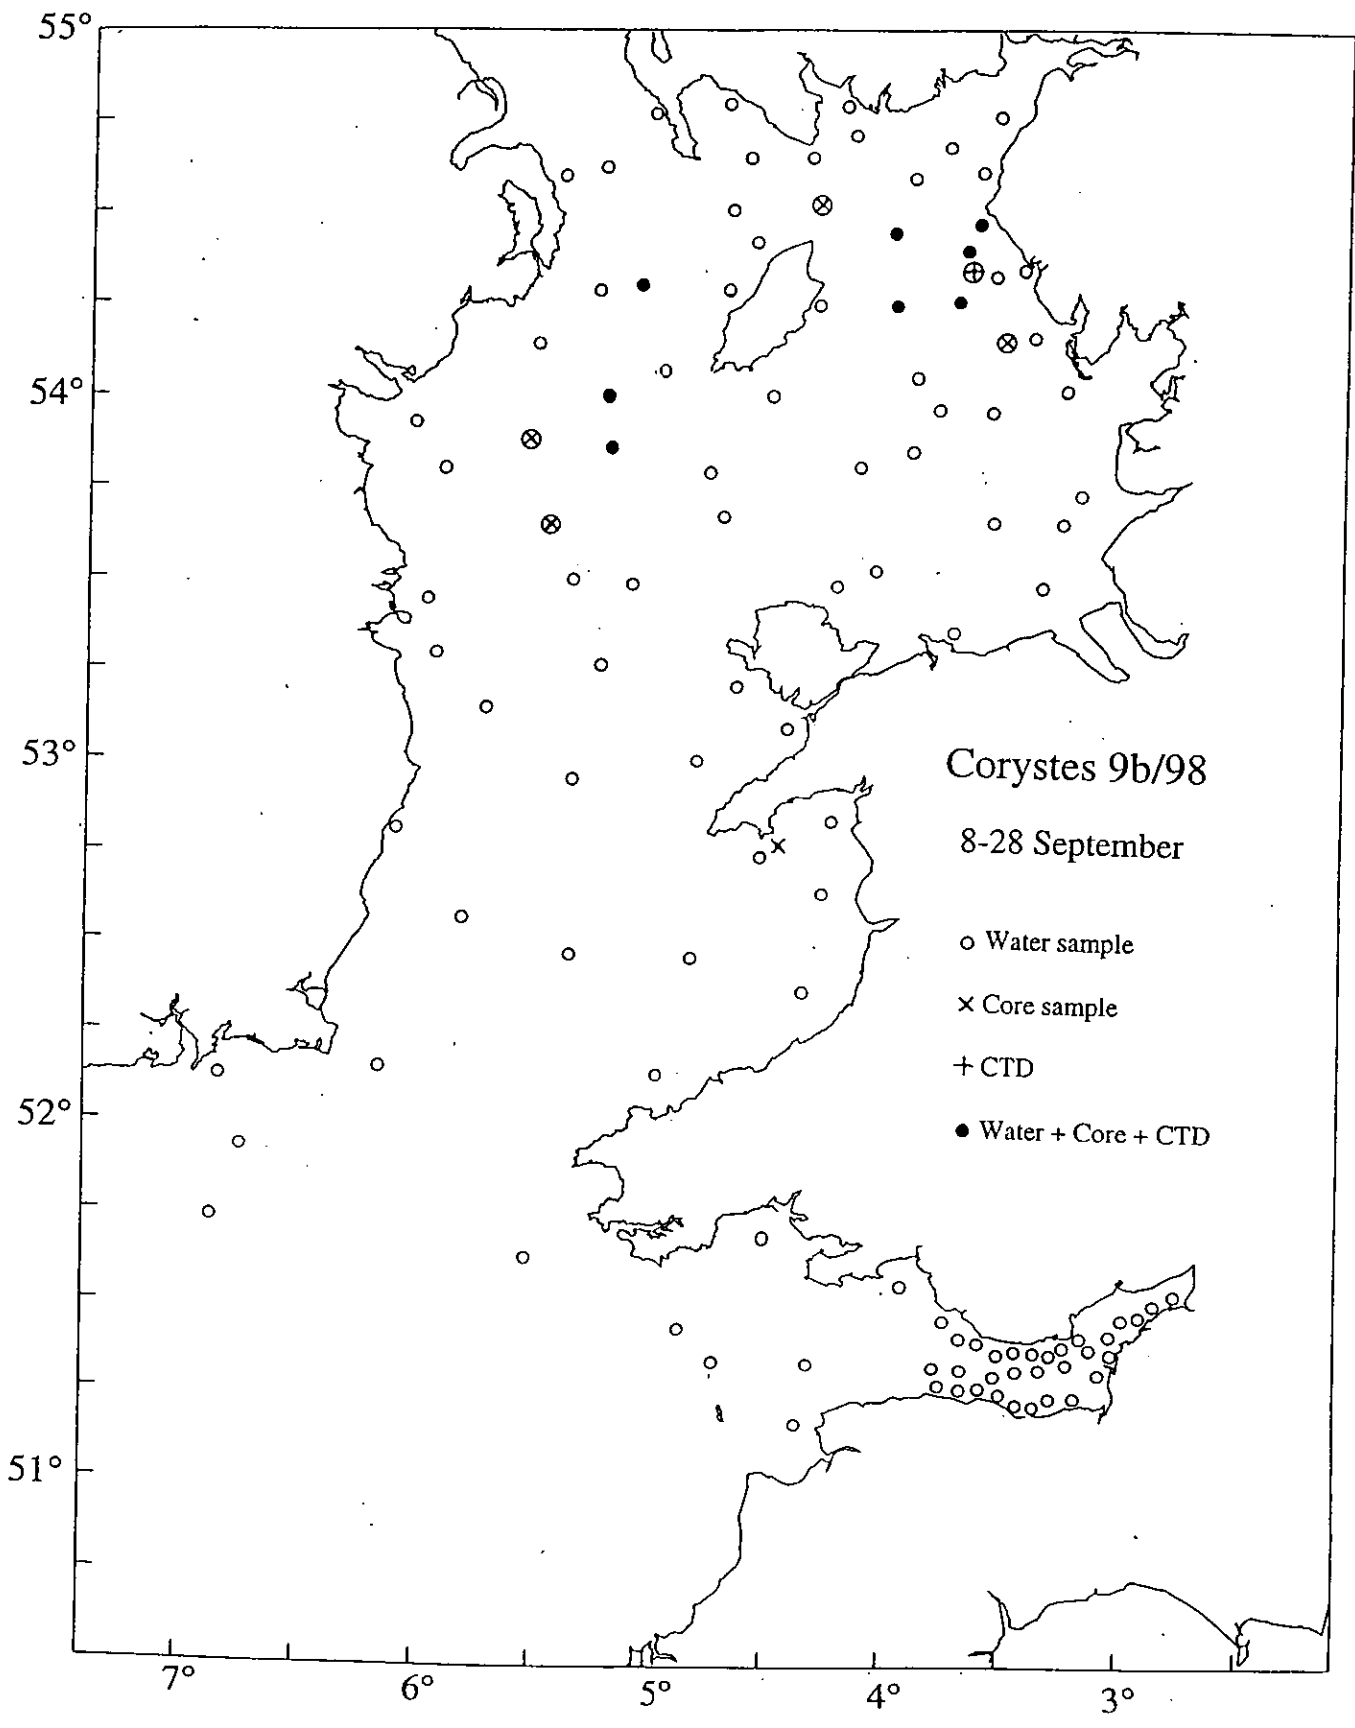 55°
54°
53°
52°
51°
Corystes 9b/98
8-28 September
Water sample
Core sample
CTD
Water + Core + CTD
7°
6°
5°
4°
3°